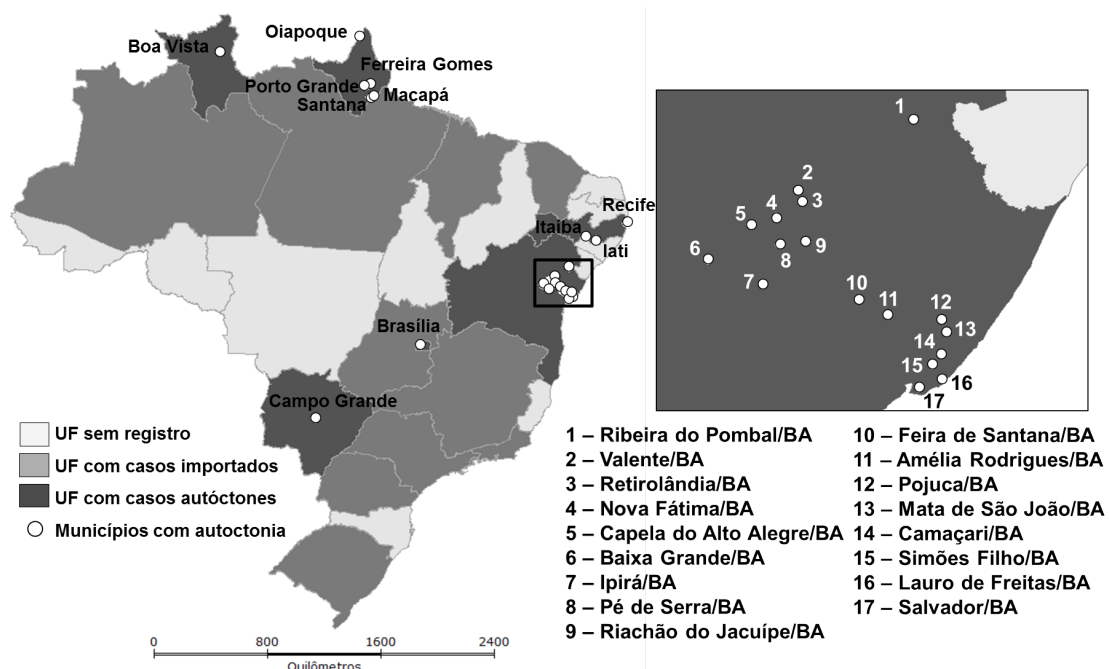 Oiapoque
Boa Vista
Ferreira Gomes
Porto Grande
Macapá
Santana
Recife
Itaiba
Iati
Brasília
Campo Grande
UF sem registro
UF com casos importados
UF com casos autóctones
Municípios com autoctonia
0 800 1600 2400
Quilômetros
1
2
3
4
5
6
9
8
7
10
11
12
13
14
15
16
17
1 – Ribeira do Pombal/BA
2 – Valente/BA
3 – Retirolândia/BA
4 – Nova Fátima/BA
5 – Capela do Alto Alegre/BA
6 – Baixa Grande/BA
7 – Ipirá/BA
8 – Pé de Serra/BA
9 – Riachão do Jacuípe/BA
10 – Feira de Santana/BA
11 – Amélia Rodrigues/BA
12 – Pojuca/BA
13 – Mata de São João/BA
14 – Camaçari/BA
15 – Simões Filho/BA
16 – Lauro de Freitas/BA
17 – Salvador/BA